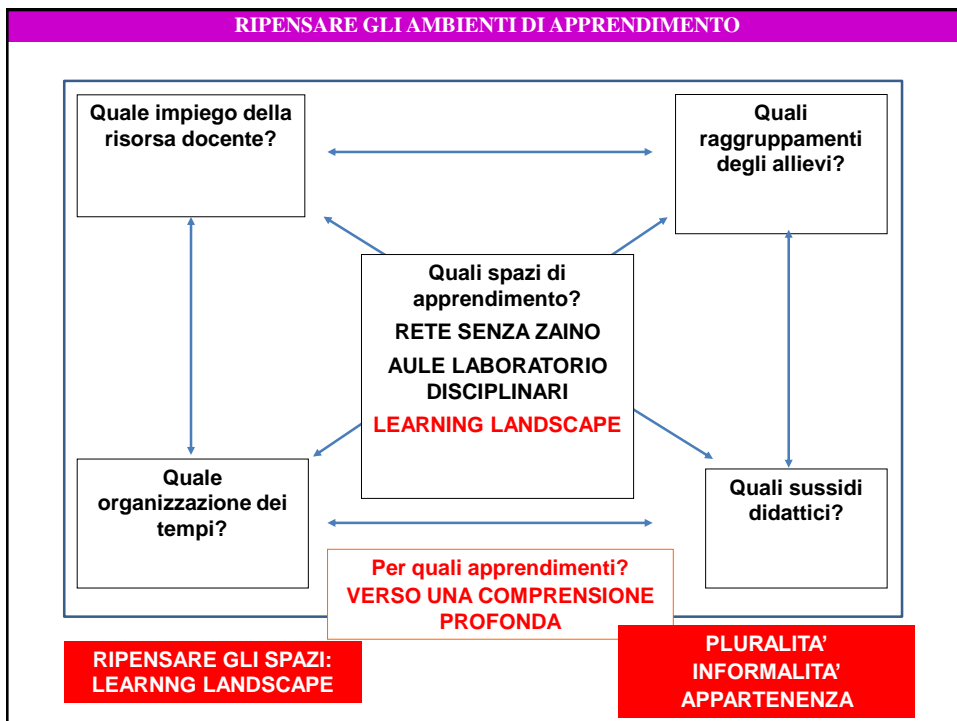 RIPENSARE GLI AMBIENTI DI APPRENDIMENTO
Quale impiego della
risorsa docente?
Quali
raggruppamenti
degli allievi?
Quali spazi di
apprendimento?
RETE SENZA ZAINO
AULE LABORATORIO
DISCIPLINARI
LEARNING LANDSCAPE
Quale
organizzazione dei
tempi?
Quali sussidi
didattici?
Per quali apprendimenti?
VERSO UNA COMPRENSIONE
PROFONDA
RIPENSARE GLI SPAZI:
LEARNNG LANDSCAPE
PLURALITA’
INFORMALITA’
APPARTENENZA